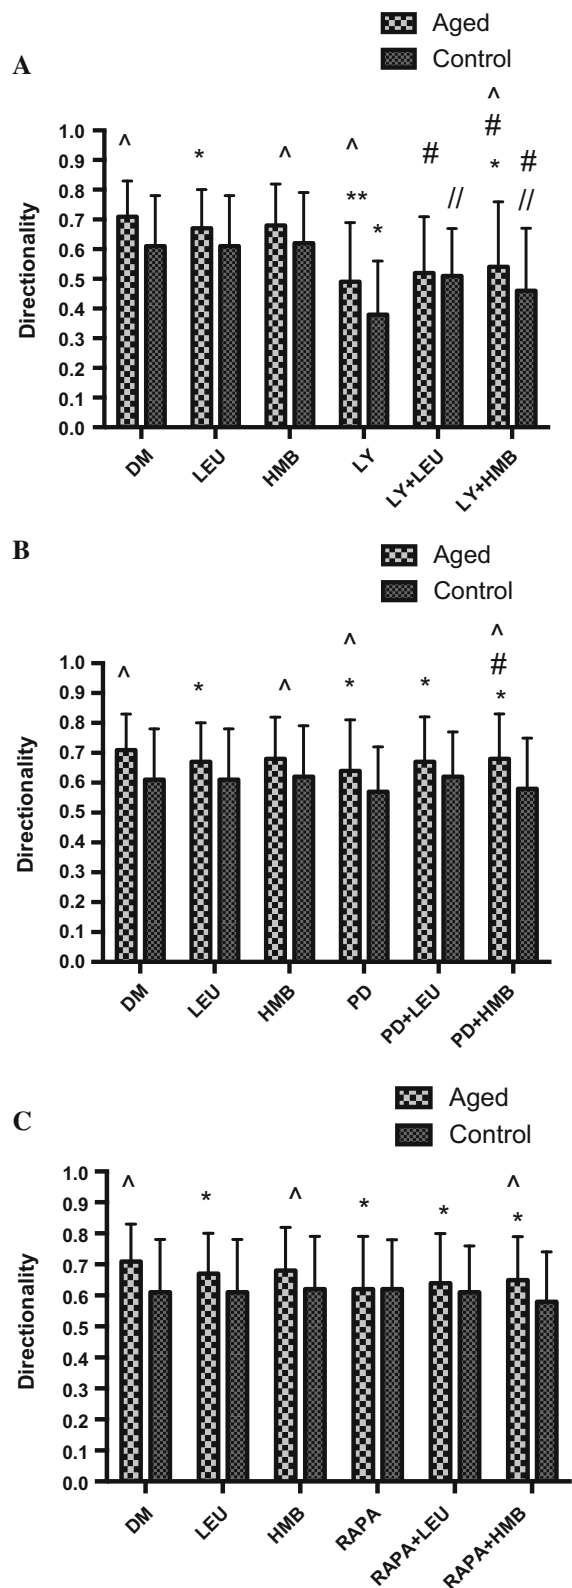 Aged
Control
A
^
^ * ^ ^ # # #
** * // * //
1.0
0.9
0.8
0.7
0.6
0.5
0.4
0.3
0.2
0.1
0.0
Directionality
DM LEU HMB LY LY+LEU LY+HMB
B
Aged
Control
^ ^
^ * ^ * * #
*
1.0
0.9
0.8
0.7
0.6
0.5
0.4
0.3
0.2
0.1
0.0
Directionality
DM LEU HMB PD PD+LEU PD+HMB
C
Aged
Control
^ * ^ * * ^
*
1.0
0.9
0.8
0.7
0.6
0.5
0.4
0.3
0.2
0.1
0.0
Directionality
DM LEU HMB RAPA RAPA+LEU RAPA+HMB